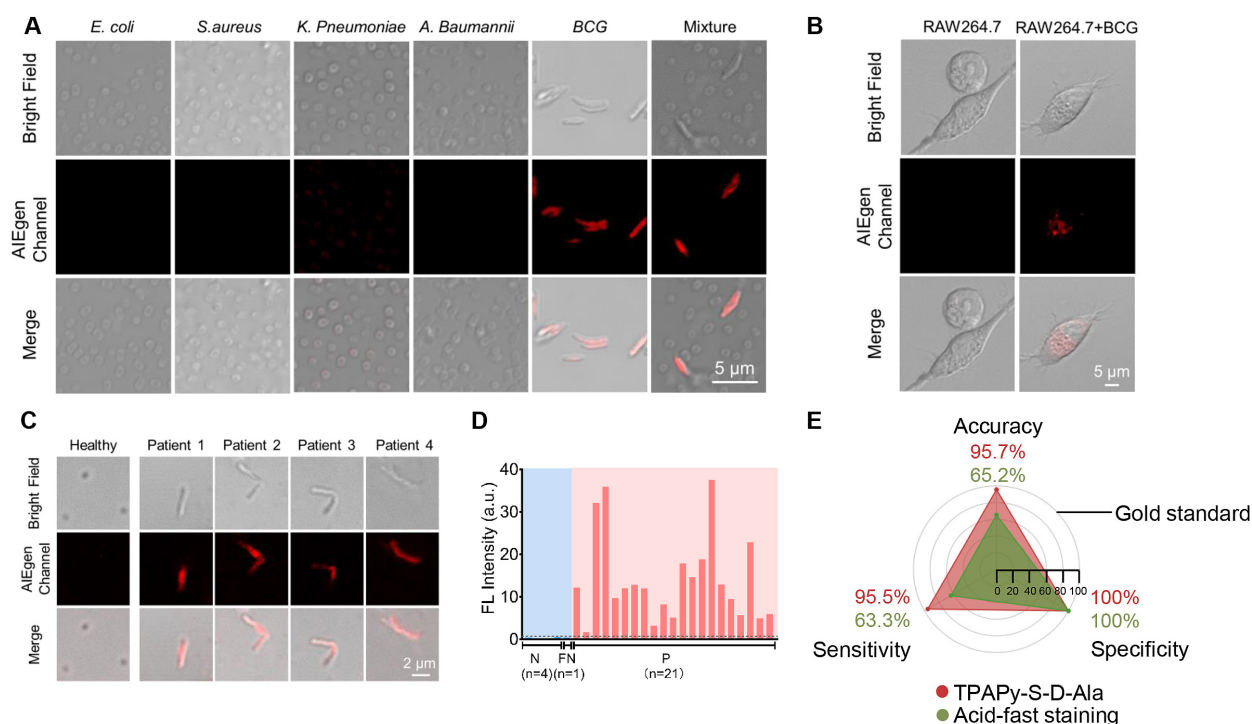 A
E. coli
S.aureus
K. Pneumoniae
A. Baumannii
BCG
Mixture
Bright Field
AIEgen
Channel
Merge
5 μm
B
RAW264.7
RAW264.7+BCG
Bright Field
AIEgen
Channel
Merge
5 μm
C
Healthy
Patient 1
Patient 2
Patient 3
Patient 4
Bright Field
AIEgen
Channel
Merge
2 μm
D
FL Intensity (a.u.)
40
30
20
10
0
N
FN
P
(n=4)
(n=1)
(n=21)
E
Accuracy
95.7%
65.2%
Gold standard
0 20 40 60 80 100
95.5%
63.3%
Sensitivity
100%
100%
Specificity
TPAPy-S-D-Ala
Acid-fast staining